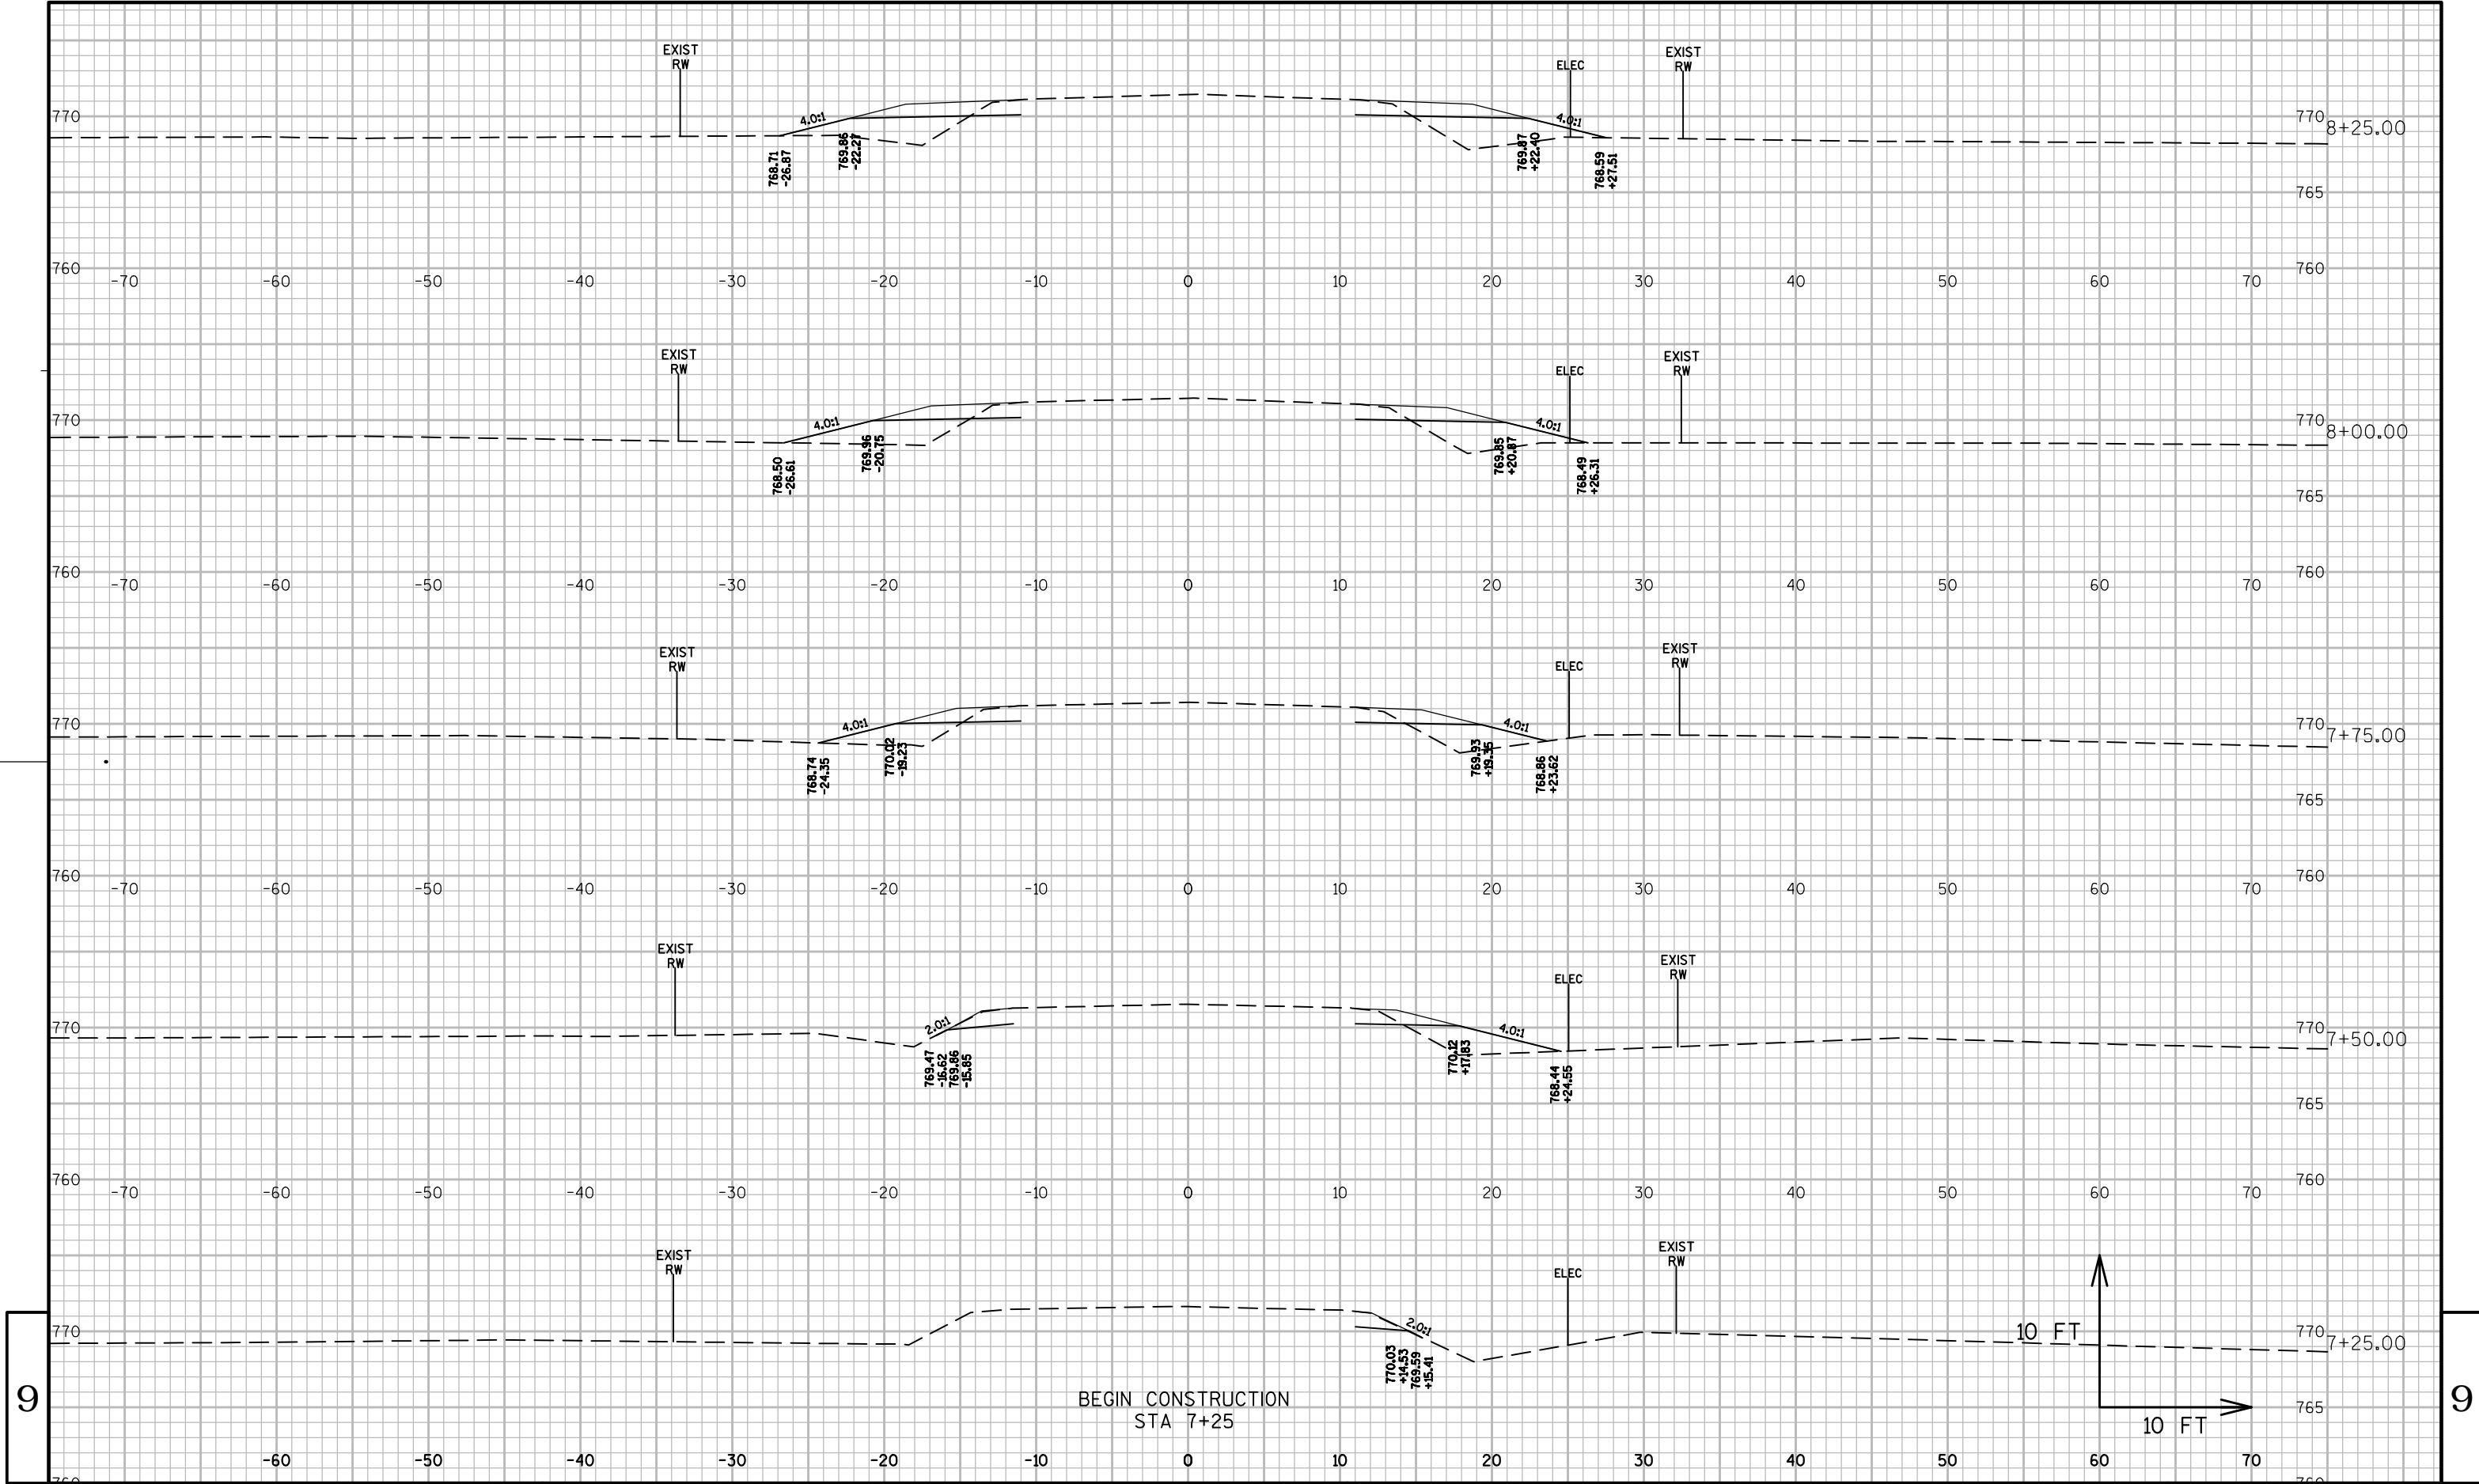 EXIST
RW
ELEC
EXIST
RW
770
4.0:1
4.0:1
770
8+25.00
768.71
-26.87
769.86
-22.27
769.87
+22.40
768.59
+27.51
765
760
-70 -60 -50 -40 -30 -20 -10 0 10 20 30 40 50 60 70
760
EXIST
RW
ELEC
EXIST
RW
770
4.0:1
4.0:1
770
8+00.00
768.50
-26.61
769.96
-20.75
769.85
+20.87
768.49
+26.31
765
760
-70 -60 -50 -40 -30 -20 -10 0 10 20 30 40 50 60 70
760
EXIST
RW
ELEC
EXIST
RW
770
4.0:1
4.0:1
770
7+75.00
768.74
-24.35
770.02
-19.23
769.93
+19.35
768.86
+23.62
765
760
-70 -60 -50 -40 -30 -20 -10 0 10 20 30 40 50 60 70
760
EXIST
RW
ELEC
EXIST
RW
770
2.0:1
4.0:1
770
7+50.00
769.47
-16.62
769.86
-15.85
770.12
+17.83
768.44
+24.55
765
760
-70 -60 -50 -40 -30 -20 -10 0 10 20 30 40 50 60 70
760
EXIST
RW
ELEC
EXIST
RW
770
2.0:1
10 FT
770
7+25.00
770.03
+14.53
769.59
+15.41
9
BEGIN CONSTRUCTION
STA 7+25
765
10 FT
9
-60 -50 -40 -30 -20 -10 0 10 20 30 40 50 60 70
760
760